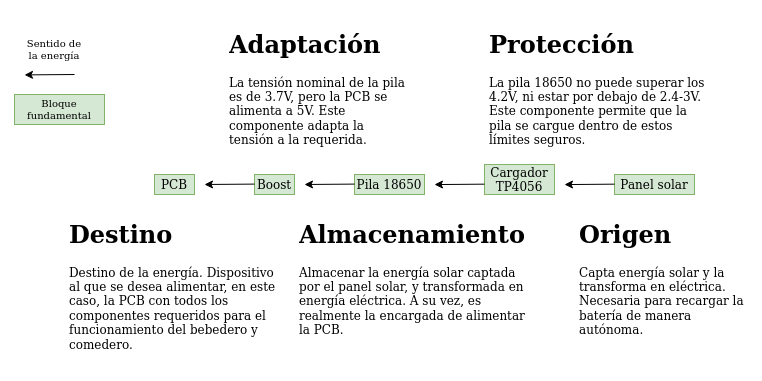 Sentido de
la energía
Bloque
fundamental
Adaptación
La tensión nominal de la pila
es de 3.7V, pero la PCB se
alimenta a 5V. Este
componente adapta la
tensión a la requerida.
Protección
La pila 18650 no puede superar los
4.2V, ni estar por debajo de 2.4-3V.
Este componente permite que la
pila se cargue dentro de estos
límites seguros.
PCB
Boost
Pila 18650
Cargador
TP4056
Panel solar
Destino
Destino de la energía. Dispositivo
al que se desea alimentar, en este
caso, la PCB con todos los
componentes requeridos para el
funcionamiento del bebedero y
comedero.
Almacenamiento
Almacenar la energía solar captada
por el panel solar, y transformada en
energía eléctrica. A su vez, es
realmente la encargada de alimentar
la PCB.
Origen
Capta energía solar y la
transforma en eléctrica.
Necesaria para recargar la
batería de manera
autónoma.